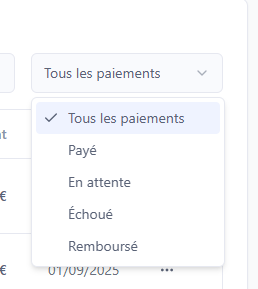 Tous les paiements
t
Tous les paiements
Payé
€
En attente
Échoué
€
Remboursé
€
01/09/2025